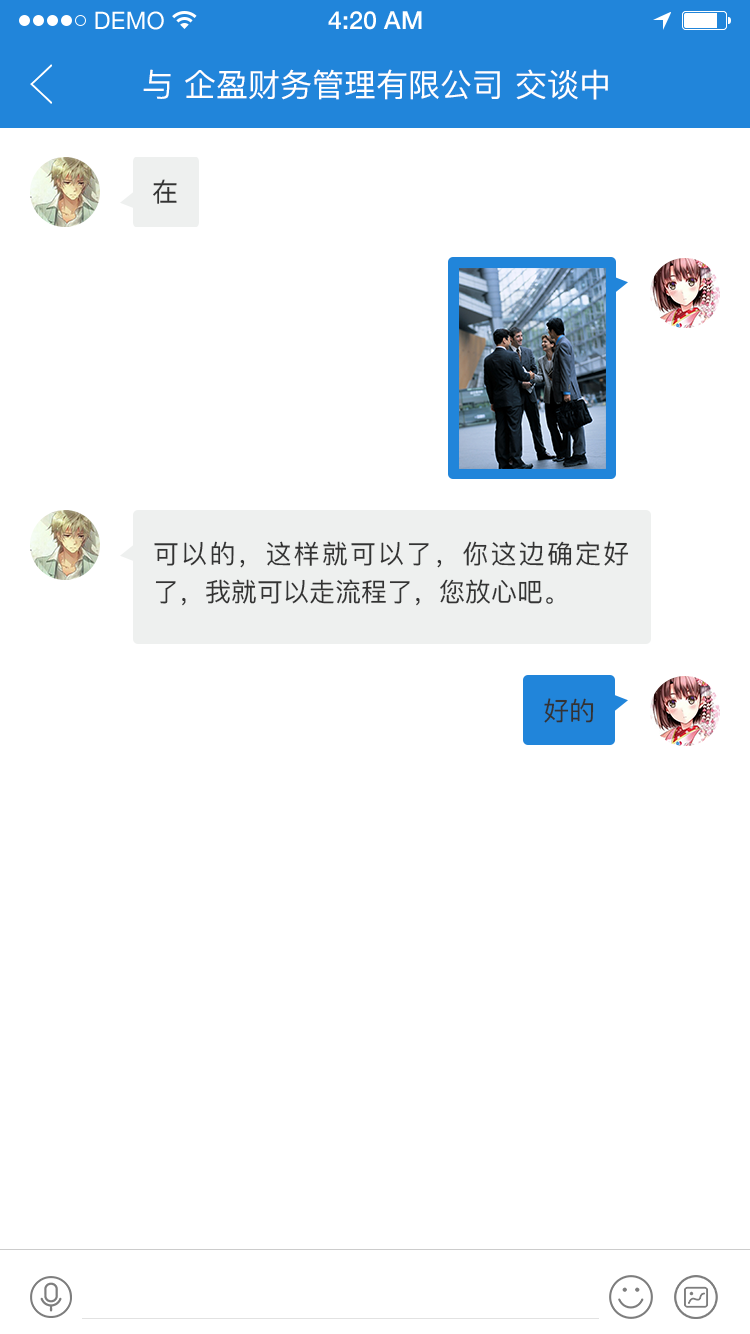 DEMO
4:20 AM
与 企盈财务管理有限公司 交谈中
在
可以的，这样就可以了，你这边确定好
了，我就可以走流程了，您放心吧。
好的